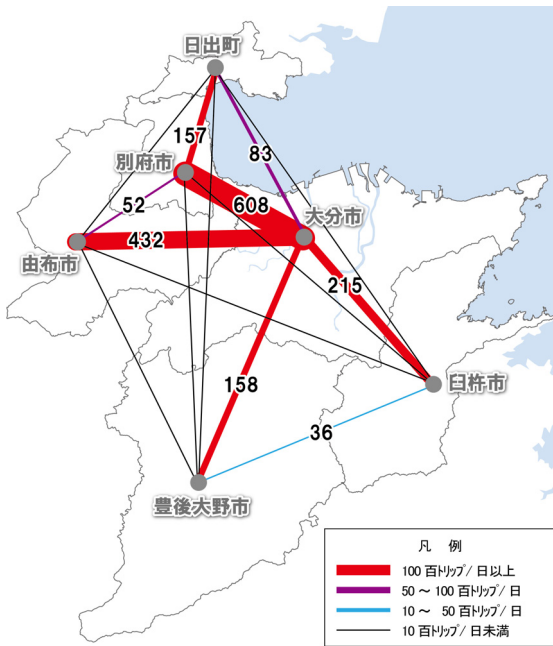 日出町
157
83
別府市
608
52
大分市
432
由布市
215
158
臼杵市
36
豊後大野市
凡 例
100 百トリップ/ 日以上
50 ～ 100 百トリップ/ 日
10 ～ 50 百トリップ/ 日
10 百トリップ/ 日未満